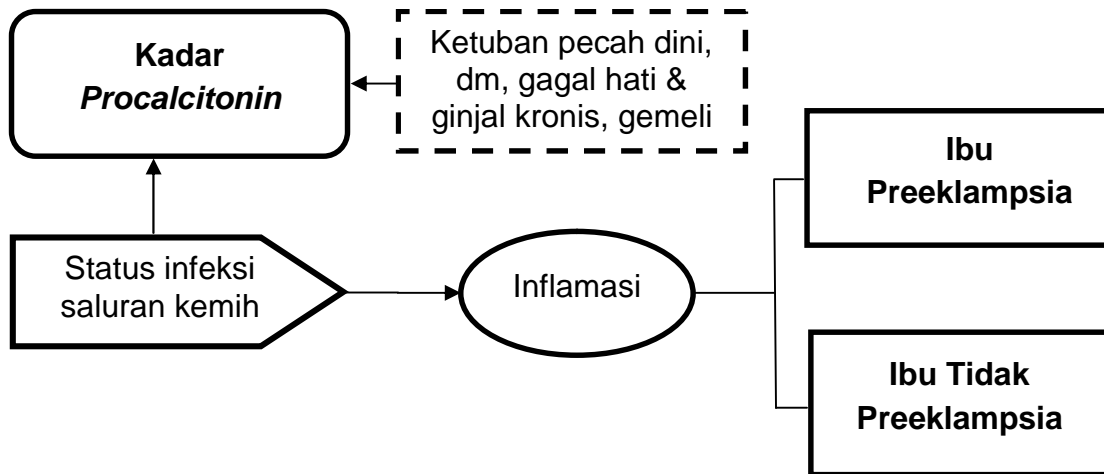 Kadar
Procalcitonin
Ketuban pecah dini,
dm, gagal hati &
ginjal kronis, gemeli
Ibu
Preeklampsia
Status infeksi
saluran kemih
Inflamasi
Ibu Tidak
Preeklampsia